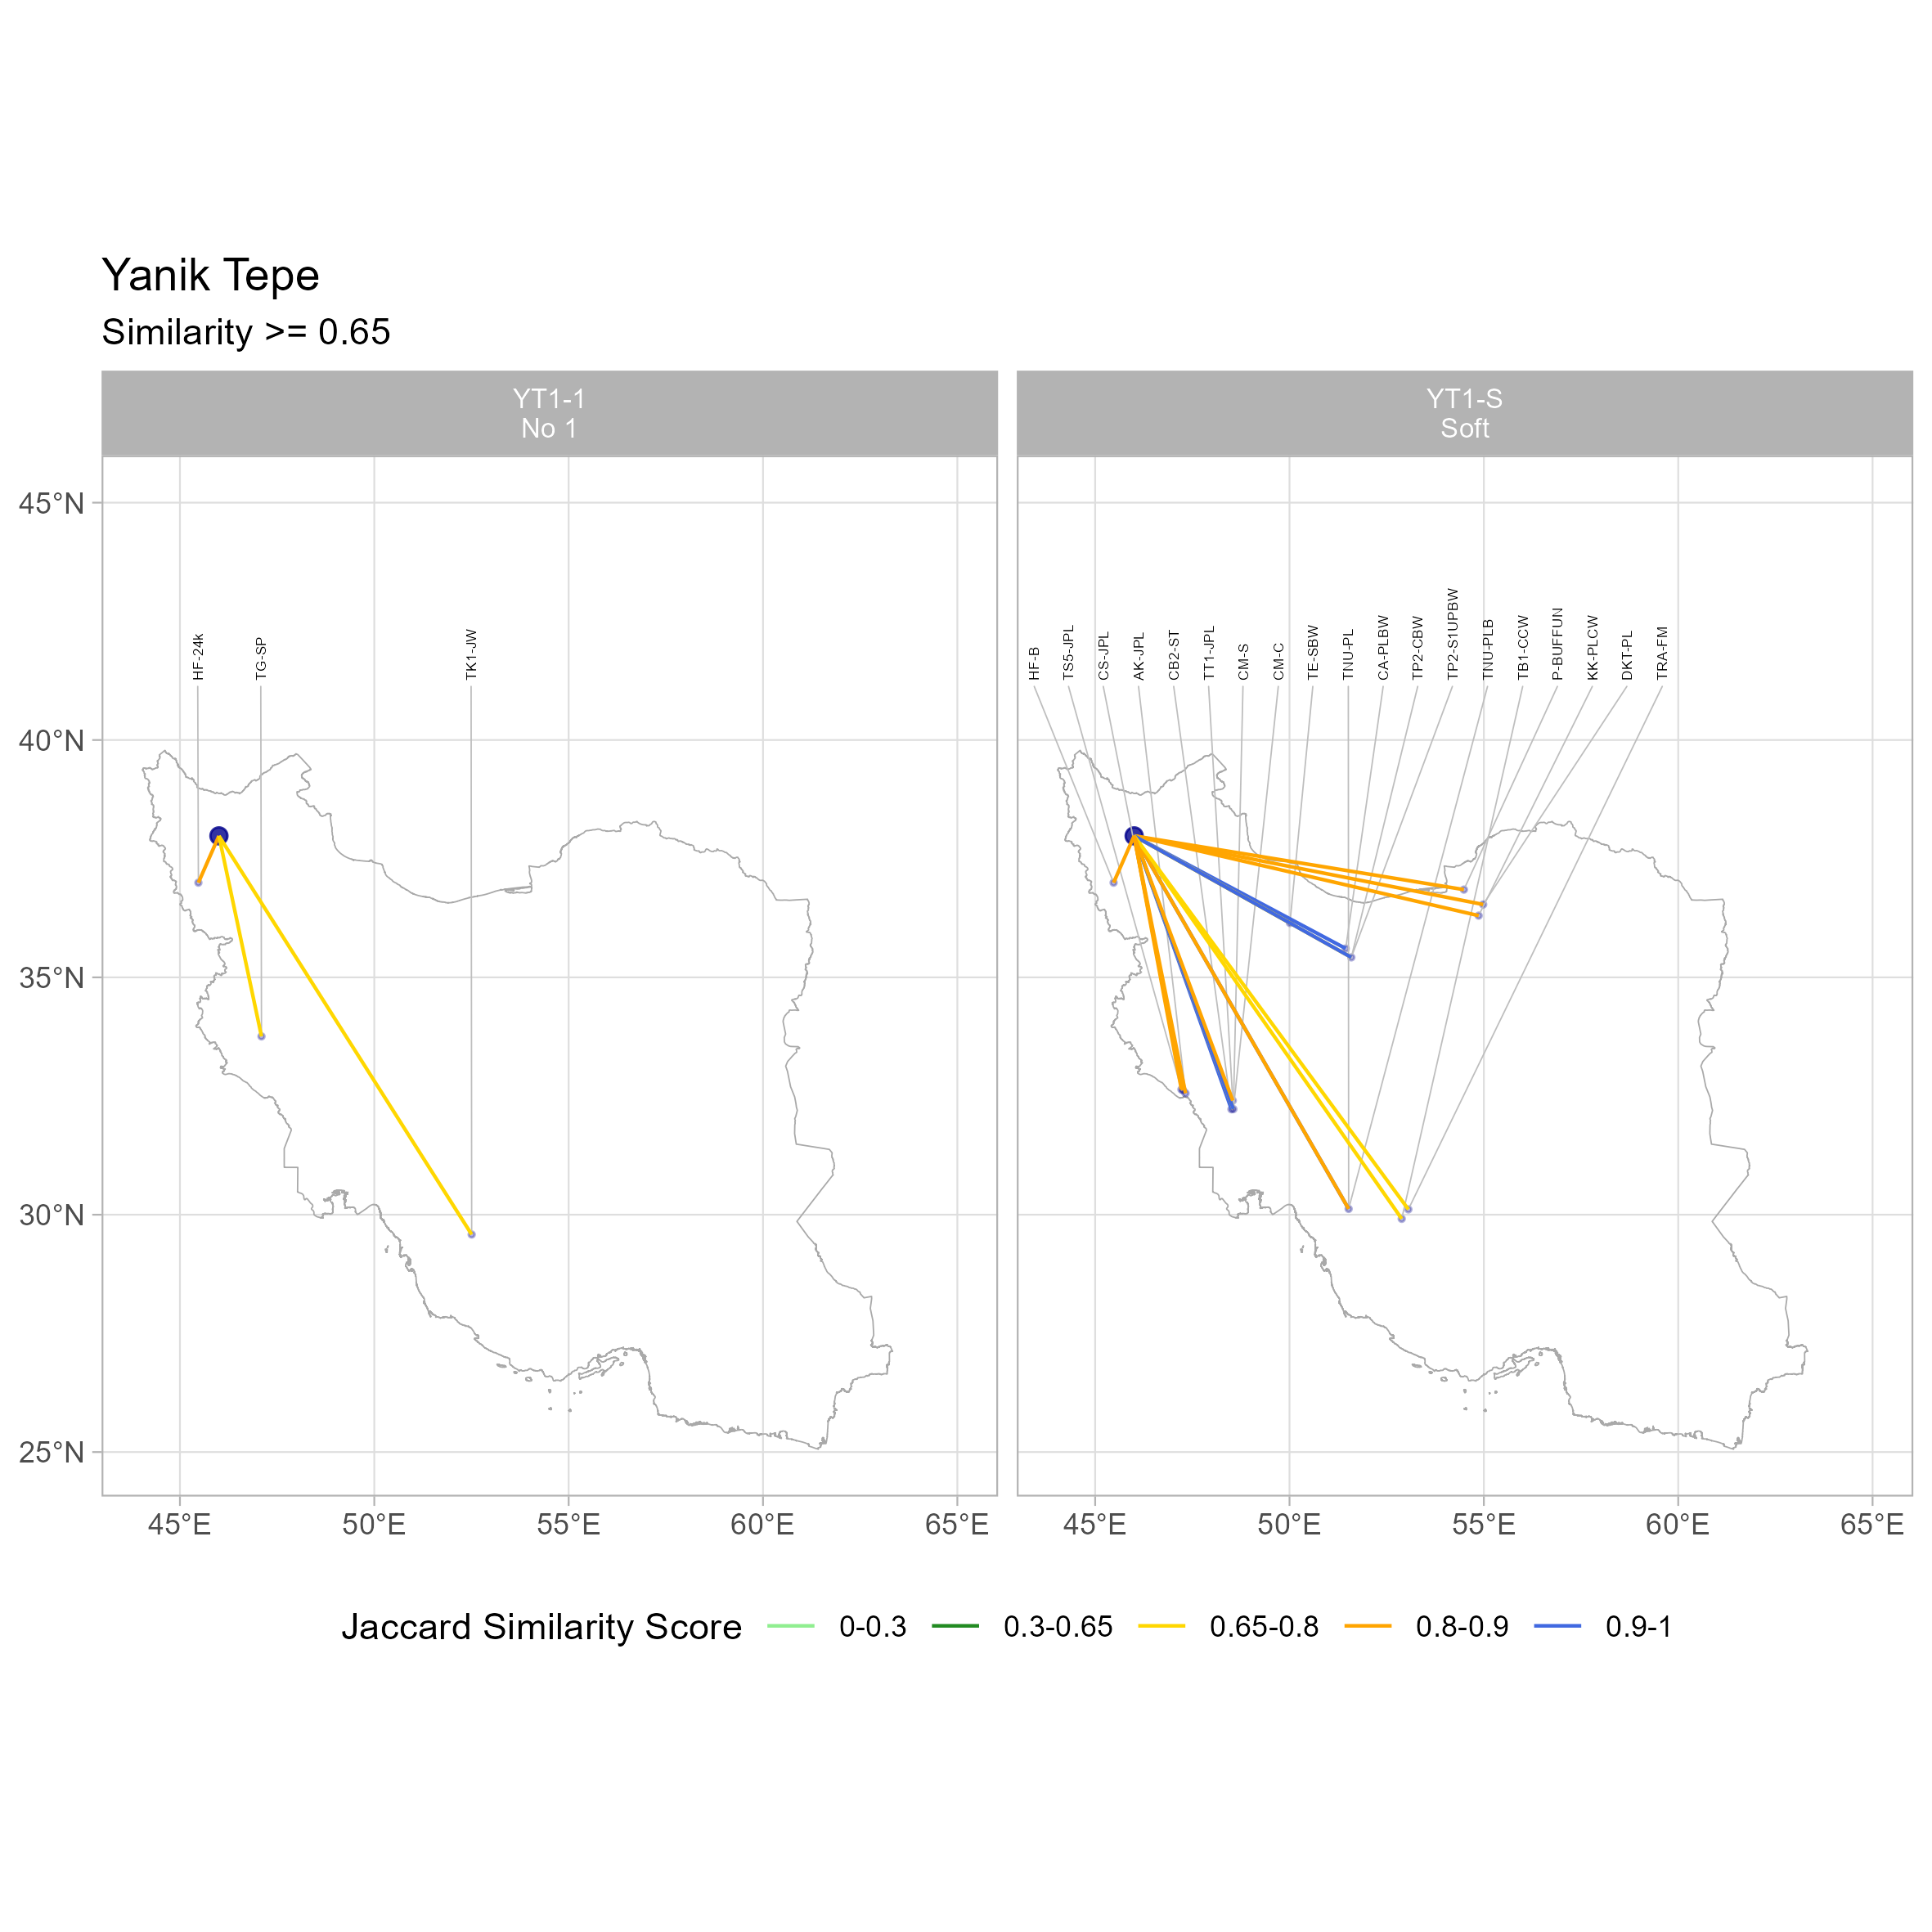 Yanik Tepe
Similarity >= 0.65
YT1-1
No 1
YT1-S
Soft
45°N
40°N
35°N
30°N
25°N
HF-24k
TG-SP
TK1-JW
HF-B
TS5-JPL
CS-JPL
AK-JPL
CB2-ST
TT1-JPL
CM-S
CM-C
TE-SBW
TNU-PL
CA-PLBW
TP2-CBW
TP2-S1UPBW
TNU-PLB
TB1-CCW
P-BUFFUN
KK-PLCW
DKT-PL
TRA-FM
45°E 50°E 55°E 60°E 65°E
45°E 50°E 55°E 60°E 65°E
Jaccard Similarity Score 0-0.3 0.3-0.65 0.65-0.8 0.8-0.9 0.9-1